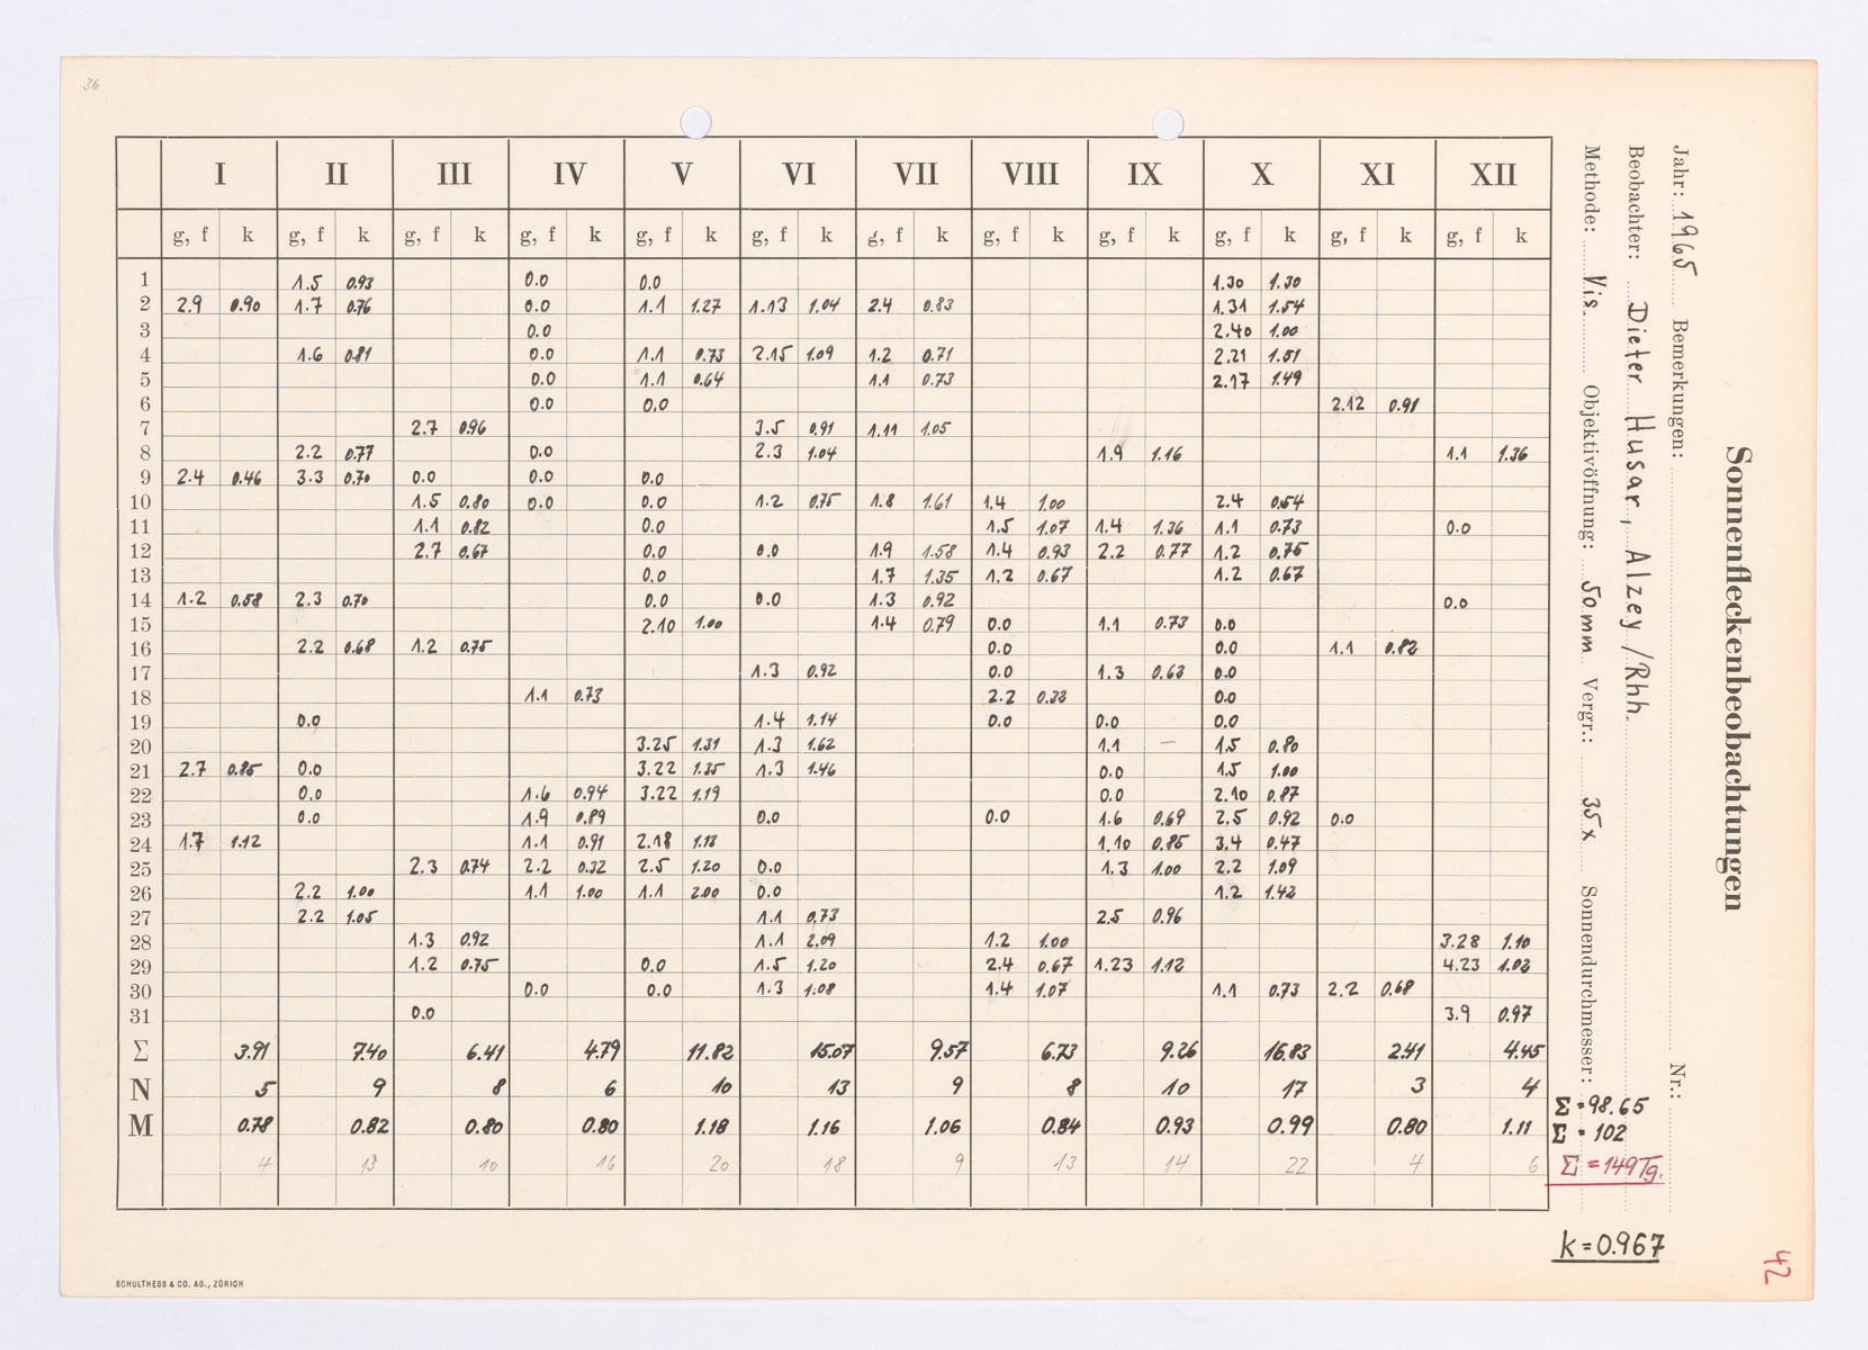 36
I II III IV V VI VII VIII IX X XI XII
g, f k g, f k g, f k g, f k g, f k g, f k g, f k g, f k g, f k g, f k g, f k g, f k
1 1.5 0.93 0.0 0.0 1.30 1.30
2 2.9 0.90 1.7 0.76 0.0 1.1 1.27 1.13 1.04 2.4 0.83 1.31 1.54
3 0.0 2.40 1.00
4 1.6 0.81 0.0 1.1 0.73 2.15 1.09 1.2 0.71 2.21 1.51
5 0.0 1.1 0.64 1.1 0.73 2.17 1.49
6 0.0 0.0 2.12 0.91
7 2.7 0.96 3.5 0.91 1.11 1.05
8 2.2 0.77 0.0 2.3 1.04 1.9 1.16 1.1 1.36
9 2.4 0.46 3.3 0.70 0.0 0.0 0.0
10 1.5 0.80 0.0 0.0 1.2 0.75 1.8 1.61 1.4 1.00 2.4 0.54
11 1.1 0.82 0.0 1.5 1.07 1.4 1.36 1.1 0.73 0.0
12 2.7 0.67 0.0 0.0 1.9 1.58 1.4 0.93 2.2 0.77 1.2 0.75
13 0.0 1.7 1.35 1.2 0.67 1.2 0.67
14 1.2 0.58 2.3 0.70 0.0 0.0 1.3 0.92 0.0
15 2.10 1.00 1.4 0.79 0.0 1.1 0.73 0.0
16 2.2 0.68 1.2 0.75 0.0 0.0 1.1 0.82
17 1.3 0.92 0.0 1.3 0.63 0.0
18 1.1 0.73 2.2 0.32 0.0
19 0.0 1.4 1.14 0.0 0.0 0.0
20 3.25 1.31 1.3 1.62 1.1 — 1.5 0.80
21 2.7 0.85 0.0 3.22 1.35 1.3 1.46 0.0 1.5 1.00
22 0.0 1.6 0.94 3.22 1.19 0.0 2.10 0.87
23 0.0 1.9 0.89 0.0 0.0 1.6 0.69 2.5 0.92 0.0
24 1.7 1.12 1.1 0.91 2.18 1.13 1.10 0.85 3.4 0.47
25 2.3 0.74 2.2 0.32 2.5 1.20 0.0 1.3 1.00 2.2 1.09
26 2.2 1.00 1.1 1.00 1.1 2.00 0.0 1.2 1.42
27 2.2 1.05 1.1 0.73 2.5 0.96
28 1.3 0.92 1.1 2.09 1.2 1.00 3.28 1.10
29 1.2 0.75 0.0 1.5 1.20 2.4 0.67 1.23 1.12 4.23 1.02
30 0.0 0.0 1.3 1.08 1.4 1.07 1.1 0.73 2.2 0.68
31 0.0 3.9 0.97
Σ 3.91 7.40 6.41 4.79 11.82 15.07 9.57 6.73 9.26 16.83 2.41 4.45
N 5 9 8 6 10 13 9 8 10 17 3 4
M 0.78 0.82 0.80 0.80 1.18 1.16 1.06 0.84 0.93 0.99 0.80 1.11
4 13 10 16 20 18 9 13 14 22 4 6
Σ = 98.65
Σ = 102
Σ = 149 Tg.
k = 0.967
Sonnenfleckenbeobachtungen
Jahr: 1965 Bemerkungen: Nr.:
Beobachter: Dieter Husar, Alzey/Rhh.
Methode: Vis. Objektivöffnung: 50 mm Vergr.: 35 x Sonnendurchmesser:
SCHULTHESS & CO. AG., ZÜRICH
42